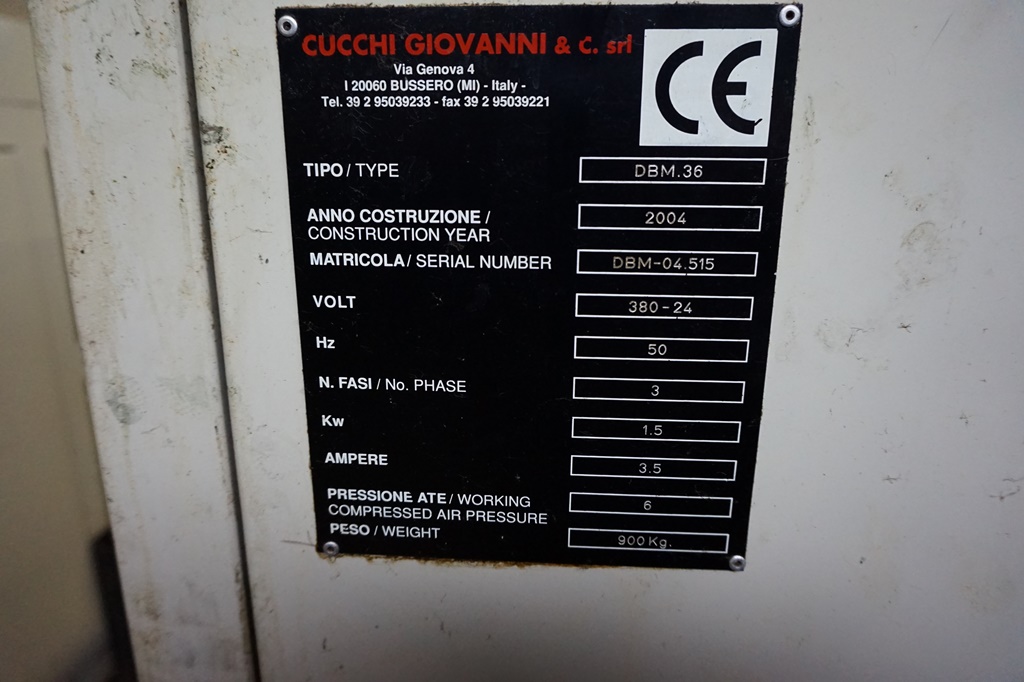 CUCCHI GIOVANNI & C. srl
Via Genova 4
I 20060 BUSSERO (MI) - Italy -
Tel. 39 2 95039233 - fax 39 2 95039221
CE
TIPO / TYPE DBM.36
ANNO COSTRUZIONE /
CONSTRUCTION YEAR 2004
MATRICOLA / SERIAL NUMBER DBM-04.515
VOLT 380-24
Hz 50
N. FASI / No. PHASE 3
Kw 1.5
AMPERE 3.5
PRESSIONE ATE / WORKING
COMPRESSED AIR PRESSURE 6
PESO / WEIGHT 900Kg.